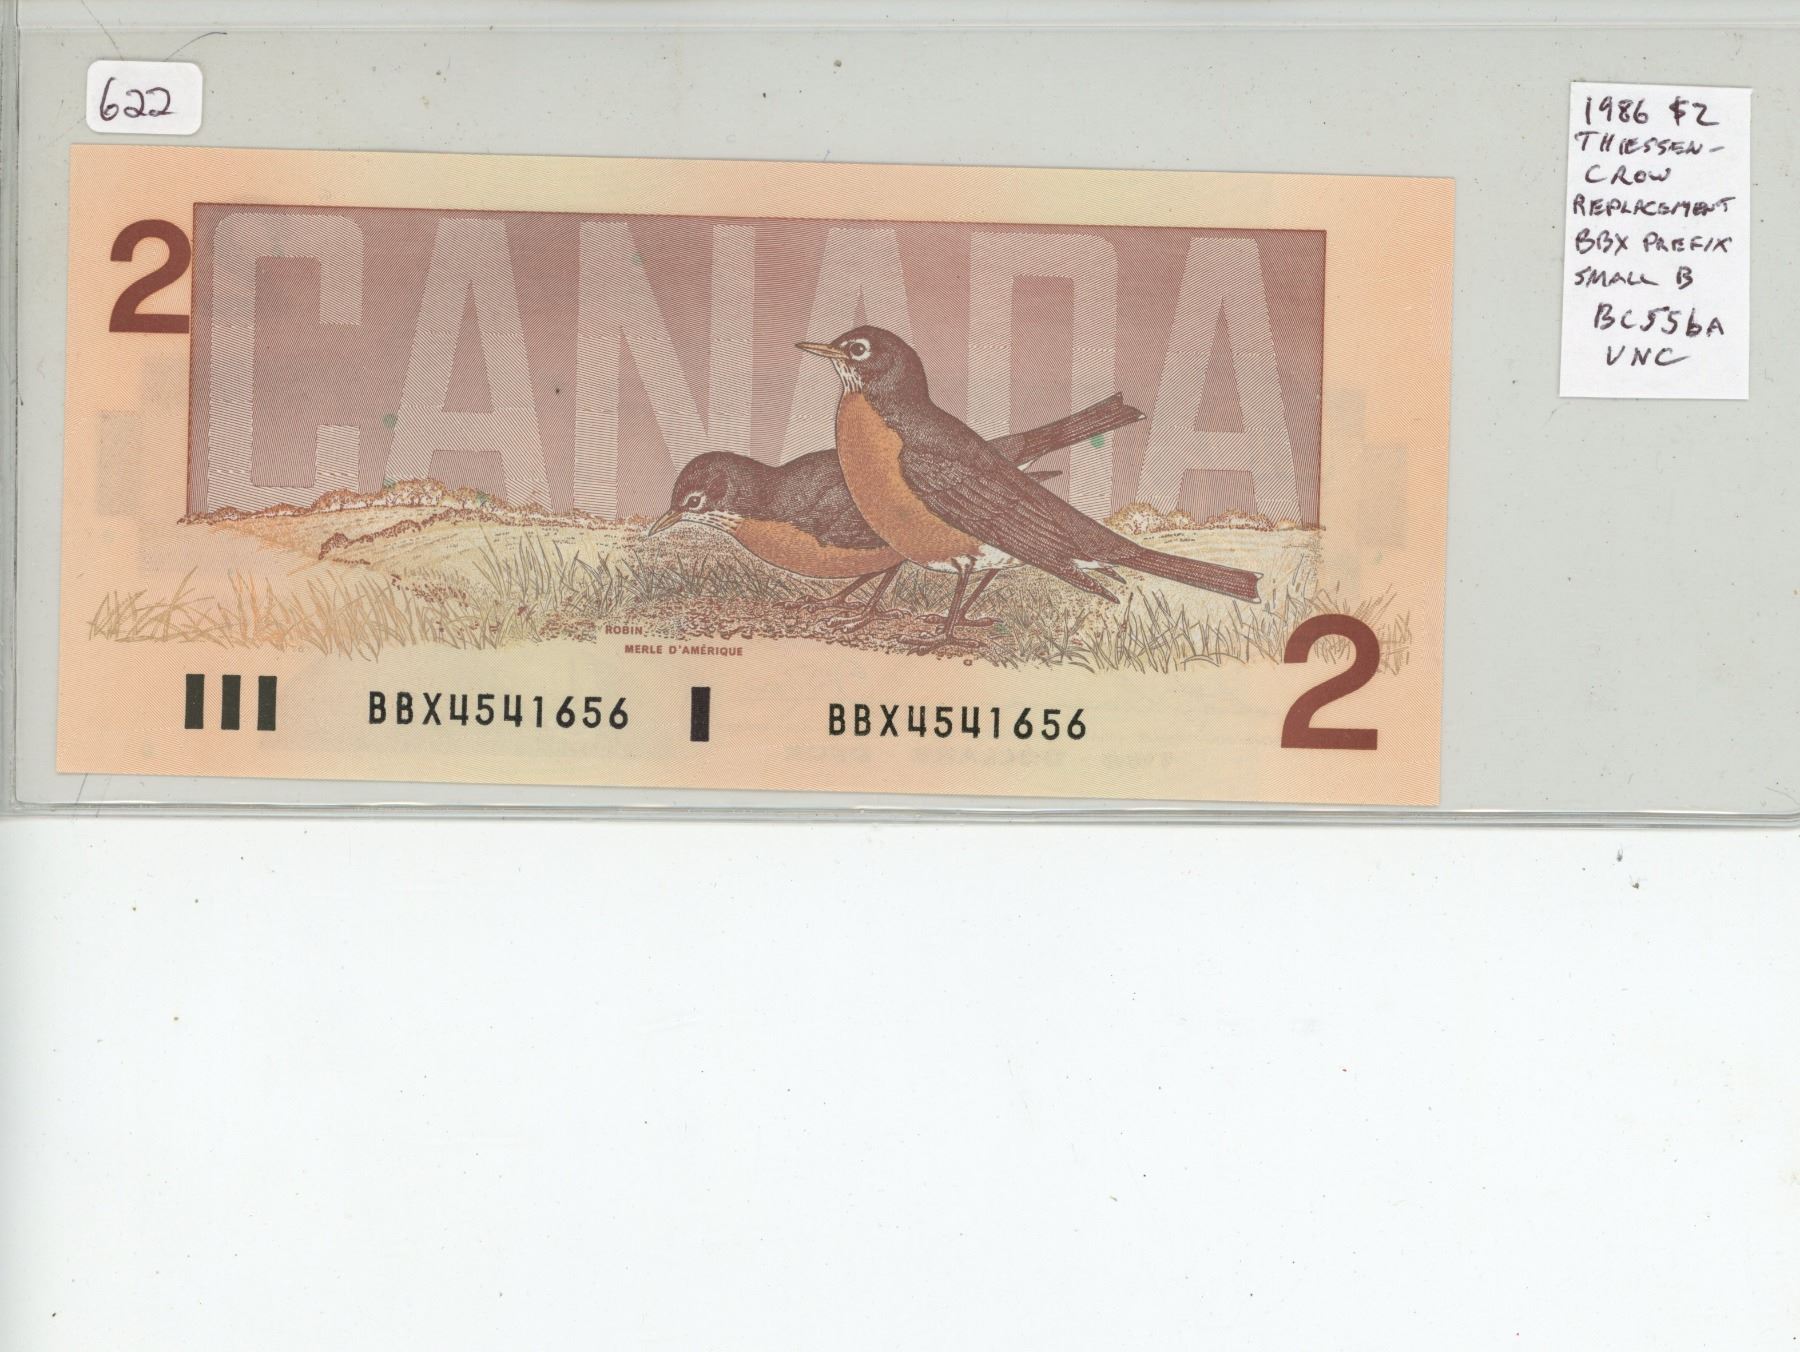 622
1986 $2
THIESSEN-
CROW
REPLACEMENT
BBX PREFIX
SMALL B
BC55bA
UNC
2
CANADA
ROBIN
MERLE D'AMÉRIQUE
BBX4541656 BBX4541656
2